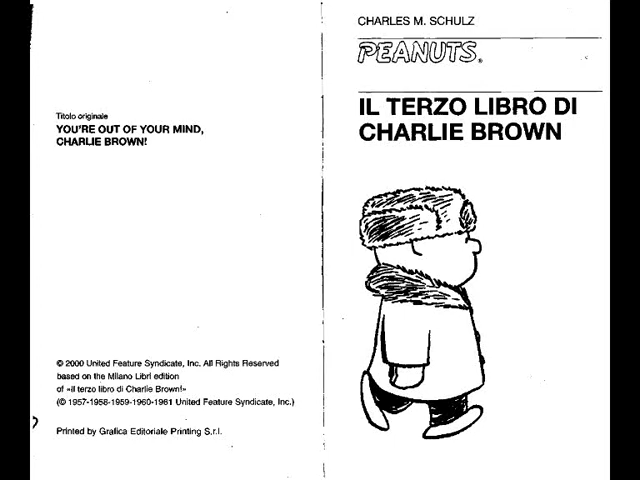 Titolo originale
YOU'RE OUT OF YOUR MIND,
CHARLIE BROWN!
© 2000 United Feature Syndicate, Inc. All Rights Reserved
based on the Milano Libri edition
of «il terzo libro di Charlie Brown!»
(© 1957-1958-1959-1960-1961 United Feature Syndicate, Inc.)
Printed by Grafica Editoriale Printing S.r.l.
CHARLES M. SCHULZ
PEANUTS®
IL TERZO LIBRO DI
CHARLIE BROWN